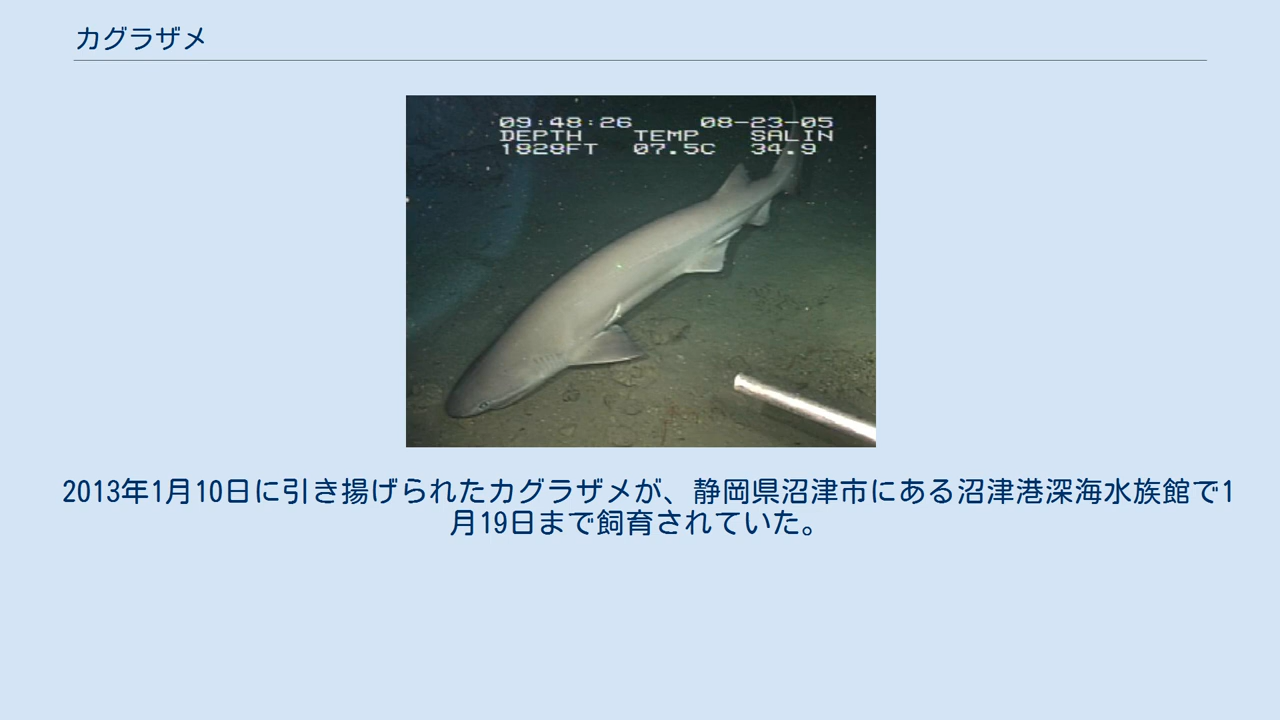 カグラザメ
09:48:26 08-23-05
DEPTH TEMP SALIN
1828FT 07.5C 34.9
2013年1月10日に引き揚げられたカグラザメが、静岡県沼津市にある沼津港深海水族館で1
月19日まで飼育されていた。